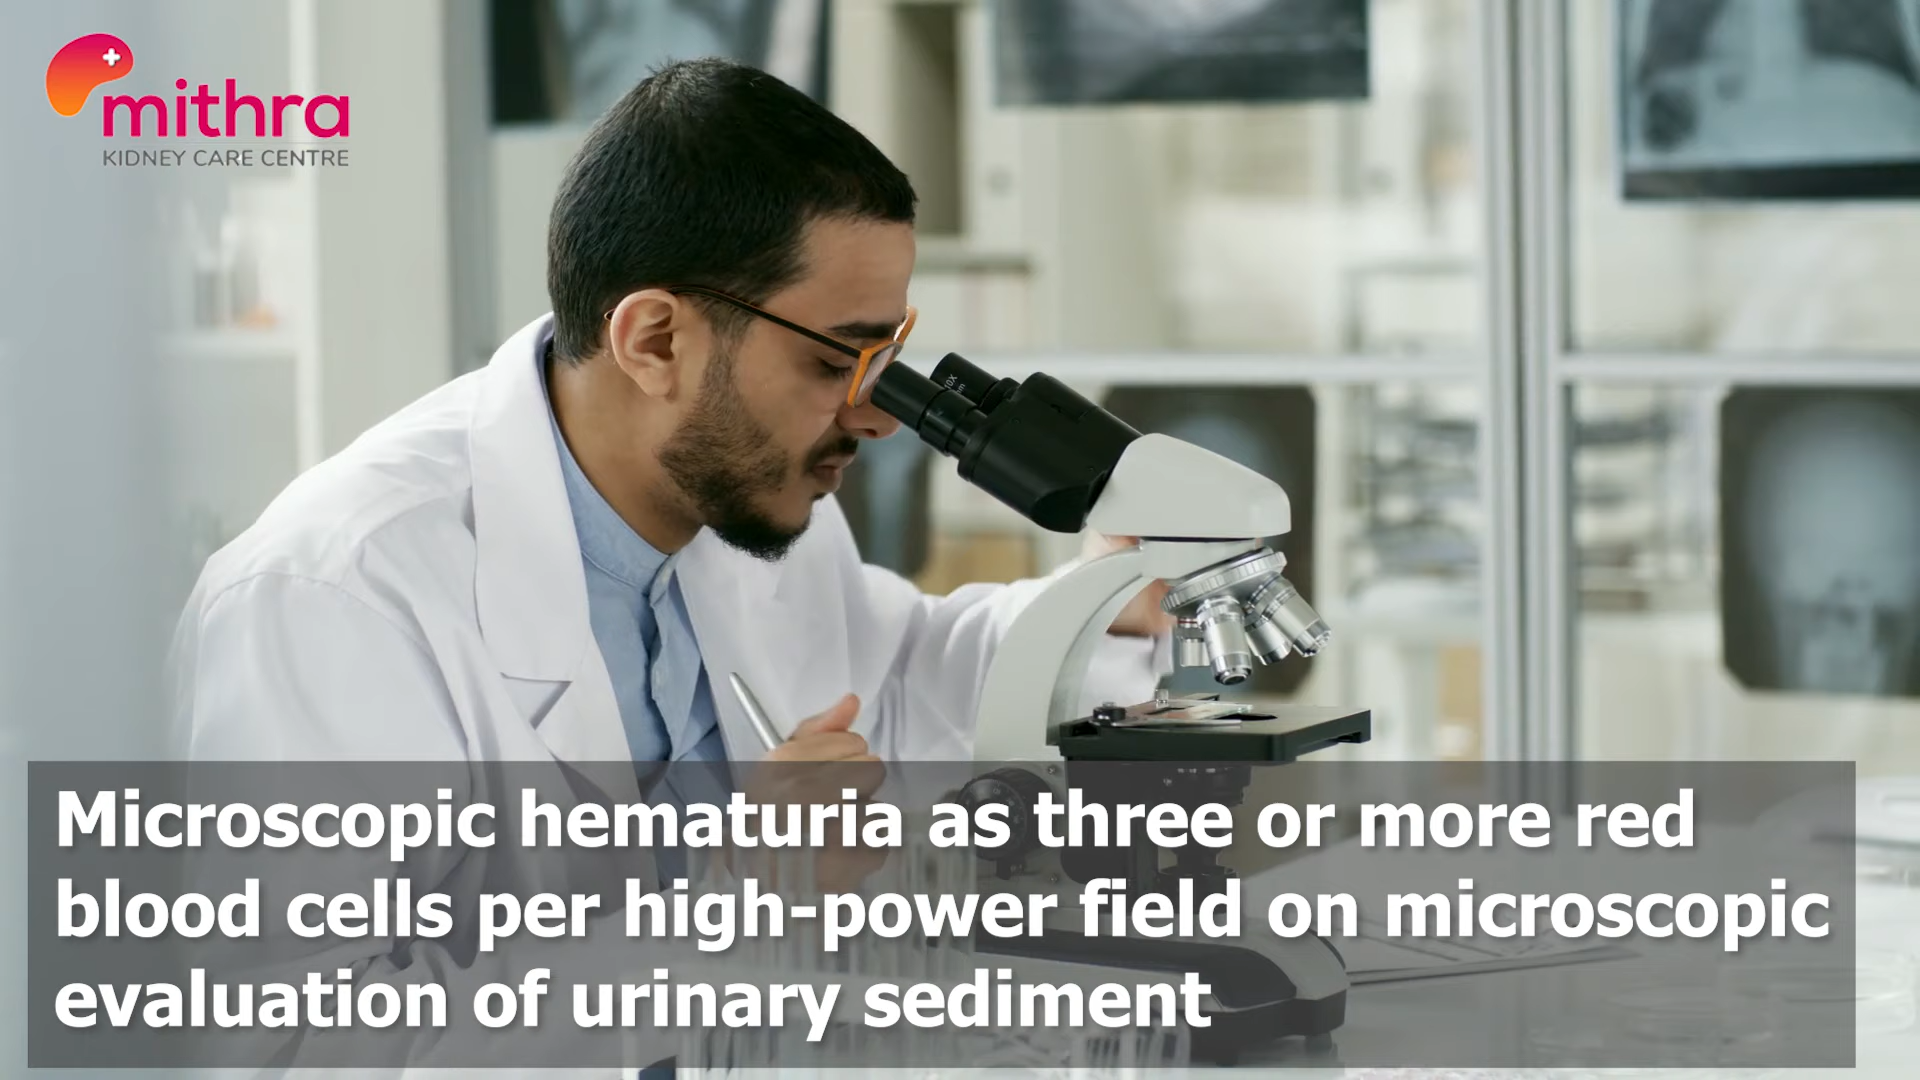 mithra
KIDNEY CARE CENTRE
10X
Microscopic hematuria as three or more red
blood cells per high-power field on microscopic
evaluation of urinary sediment